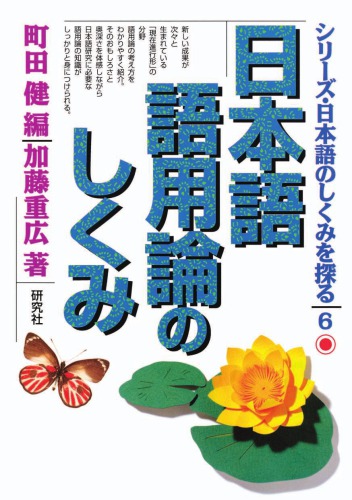 シリーズ・日本語のしくみを探る 6
日本語
語用論の
しくみ
新しい成果が
次々と
生まれている
「現在進行形」の
分野
語用論の考え方を
わかりやすく紹介。
そのおもしろさと
奥深さを体感しながら
日本語研究に必要な
語用論の知識が
しっかりと身につけられる。
町田 健 編
加藤重広 著
研究社